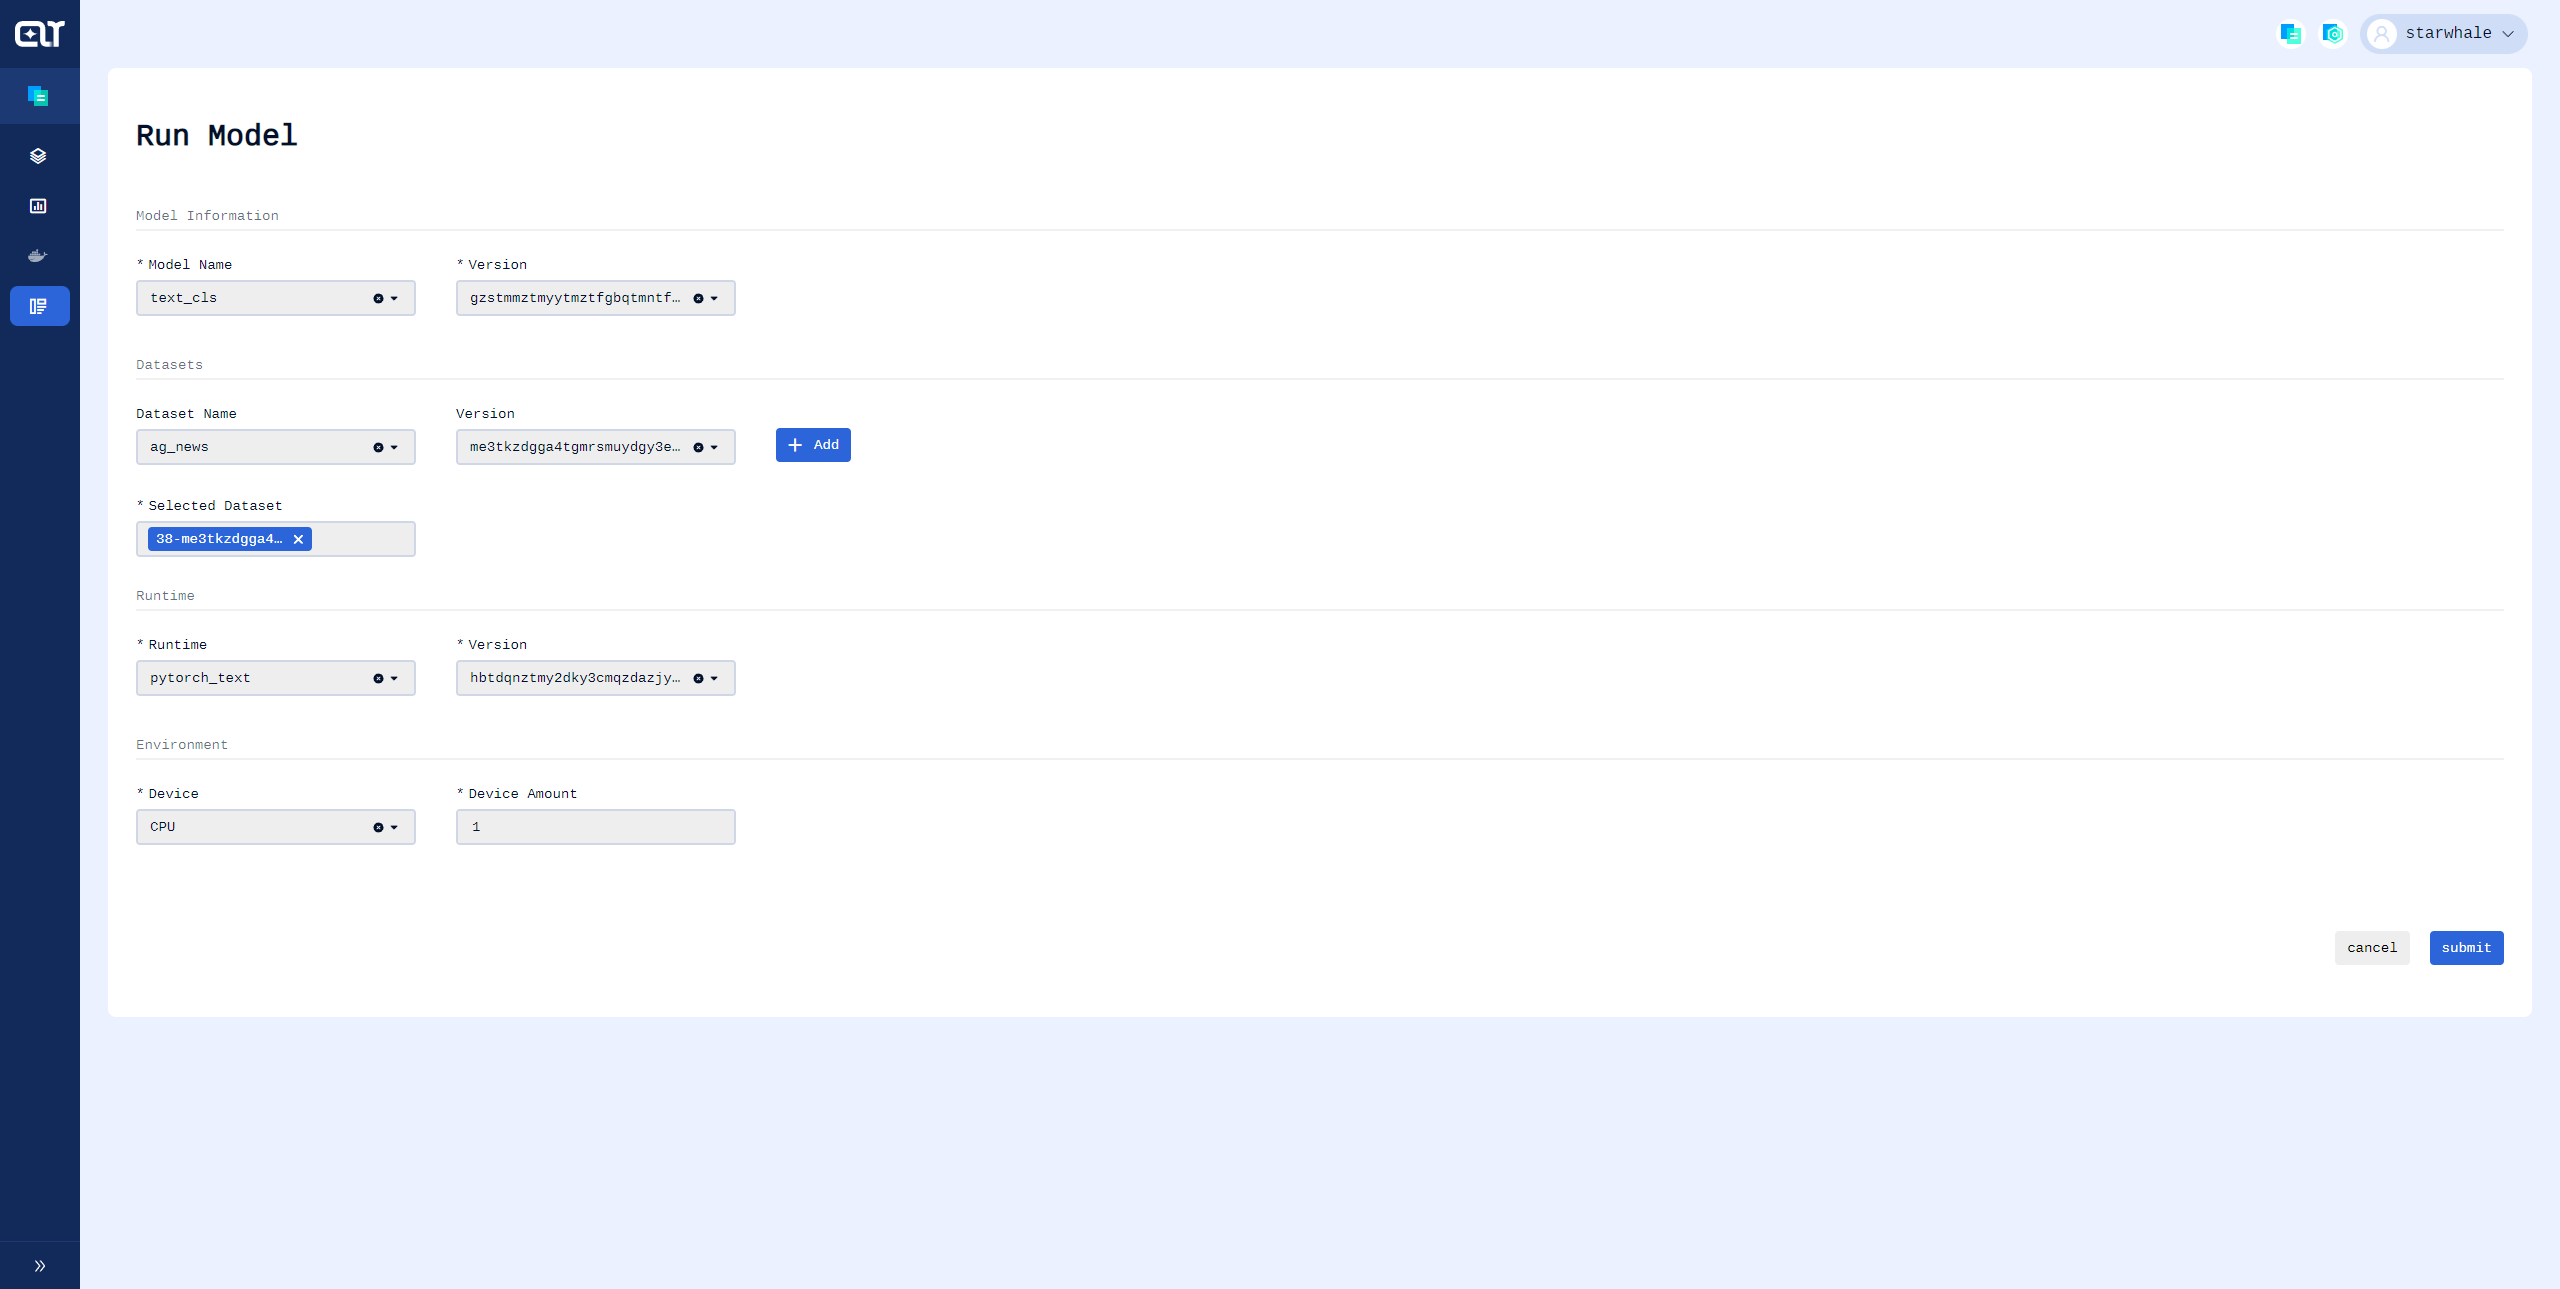 starwhale
Run Model
Model Information
* Model Name * Version
text_cls gzstmmztmyytmztfgbqtmntf…
Datasets
Dataset Name Version
ag_news me3tkzdgga4tgmrsmuydgy3e… Add
* Selected Dataset
38-me3tkzdgga4…
Runtime
* Runtime * Version
pytorch_text hbtdqnztmy2dky3cmqzdazjy…
Environment
* Device * Device Amount
CPU 1
cancel submit